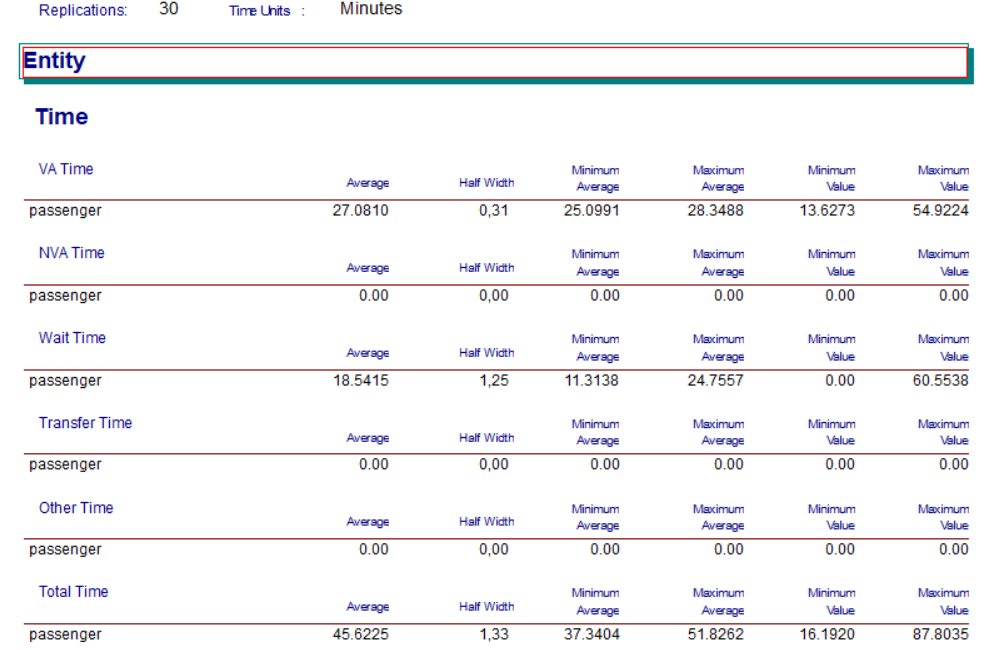 Replications: 30 Time Units : Minutes
Entity
Time
VA Time Average Half Width Minimum Average Maximum Average Minimum Value Maximum Value
passenger 27.0810 0,31 25.0991 28.3488 13.6273 54.9224
NVA Time Average Half Width Minimum Average Maximum Average Minimum Value Maximum Value
passenger 0.00 0,00 0.00 0.00 0.00 0.00
Wait Time Average Half Width Minimum Average Maximum Average Minimum Value Maximum Value
passenger 18.5415 1,25 11.3138 24.7557 0.00 60.5538
Transfer Time Average Half Width Minimum Average Maximum Average Minimum Value Maximum Value
passenger 0.00 0,00 0.00 0.00 0.00 0.00
Other Time Average Half Width Minimum Average Maximum Average Minimum Value Maximum Value
passenger 0.00 0,00 0.00 0.00 0.00 0.00
Total Time Average Half Width Minimum Average Maximum Average Minimum Value Maximum Value
passenger 45.6225 1,33 37.3404 51.8262 16.1920 87.8035